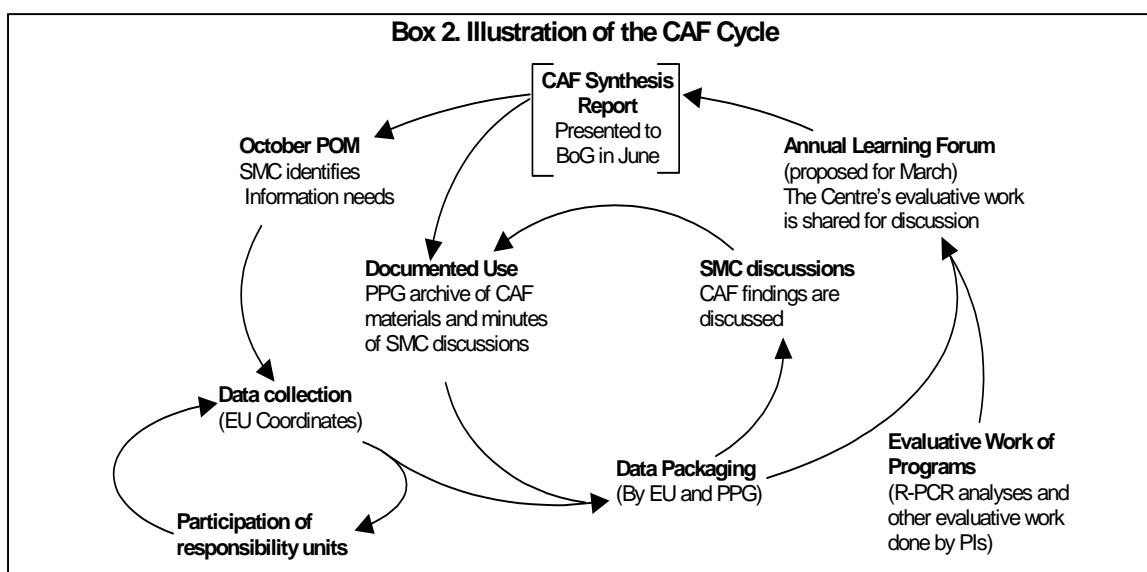 Box 2. Illustration of the CAF Cycle
CAF Synthesis
Report
Presented to
BoG in June
October POM
SMC identifies
Information needs
Annual Learning Forum
(proposed for March)
The Centre's evaluative work
is shared for discussion
Documented Use
PPG archive of CAF
materials and minutes
of SMC discussions
SMC discussions
CAF findings are
discussed
Data collection
(EU Coordinates)
Data Packaging
(By EU and PPG)
Evaluative Work of
Programs
(R-PCR analyses and
other evaluative work
done by PIs)
Participation of
responsibility units